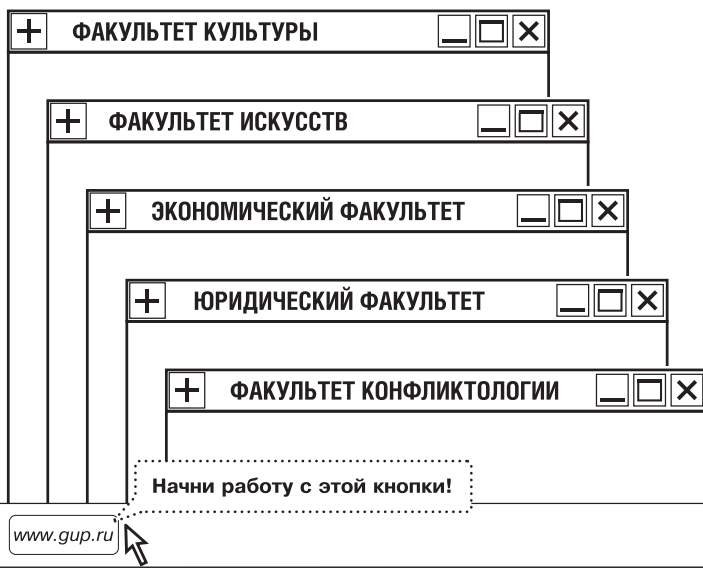 ФАКУЛЬТЕТ КУЛЬТУРЫ
ФАКУЛЬТЕТ ИСКУССТВ
ЭКОНОМИЧЕСКИЙ ФАКУЛЬТЕТ
ЮРИДИЧЕСКИЙ ФАКУЛЬТЕТ
ФАКУЛЬТЕТ КОНФЛИКТОЛОГИИ
Начни работу с этой кнопки!
www.gup.ru